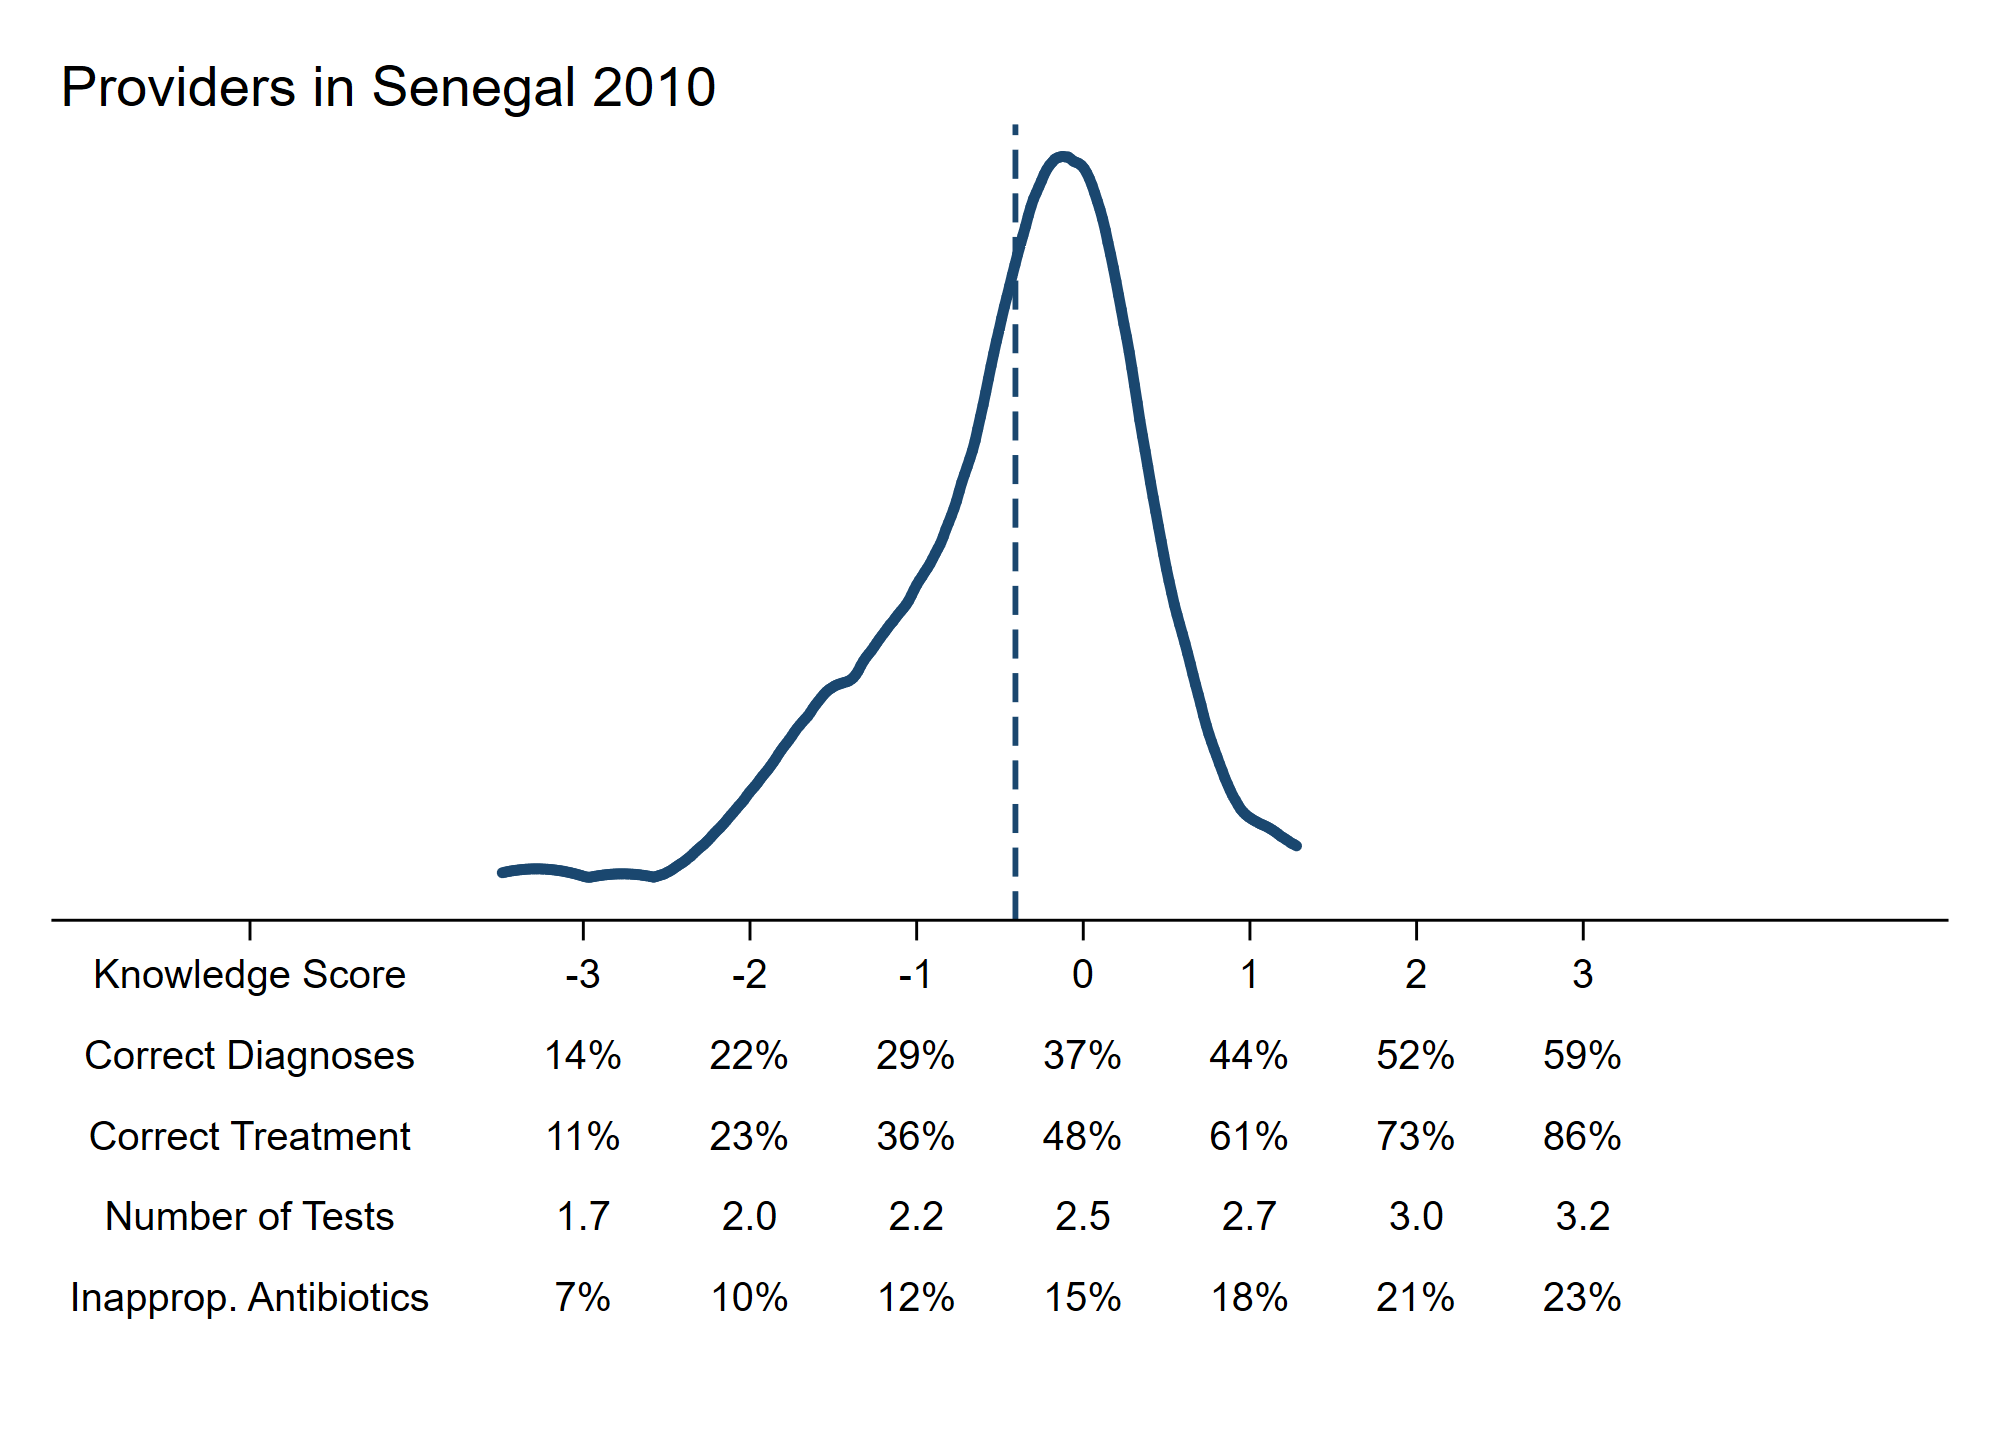 Providers in Senegal 2010
Knowledge Score -3 -2 -1 0 1 2 3
Correct Diagnoses 14% 22% 29% 37% 44% 52% 59%
Correct Treatment 11% 23% 36% 48% 61% 73% 86%
Number of Tests 1.7 2.0 2.2 2.5 2.7 3.0 3.2
Inapprop. Antibiotics 7% 10% 12% 15% 18% 21% 23%